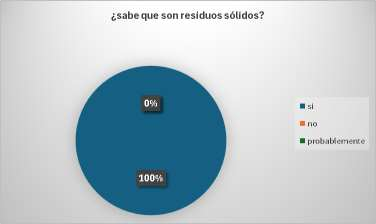 ¿sabe que son residuos sólidos?
0%
100%
si
no
probablemente